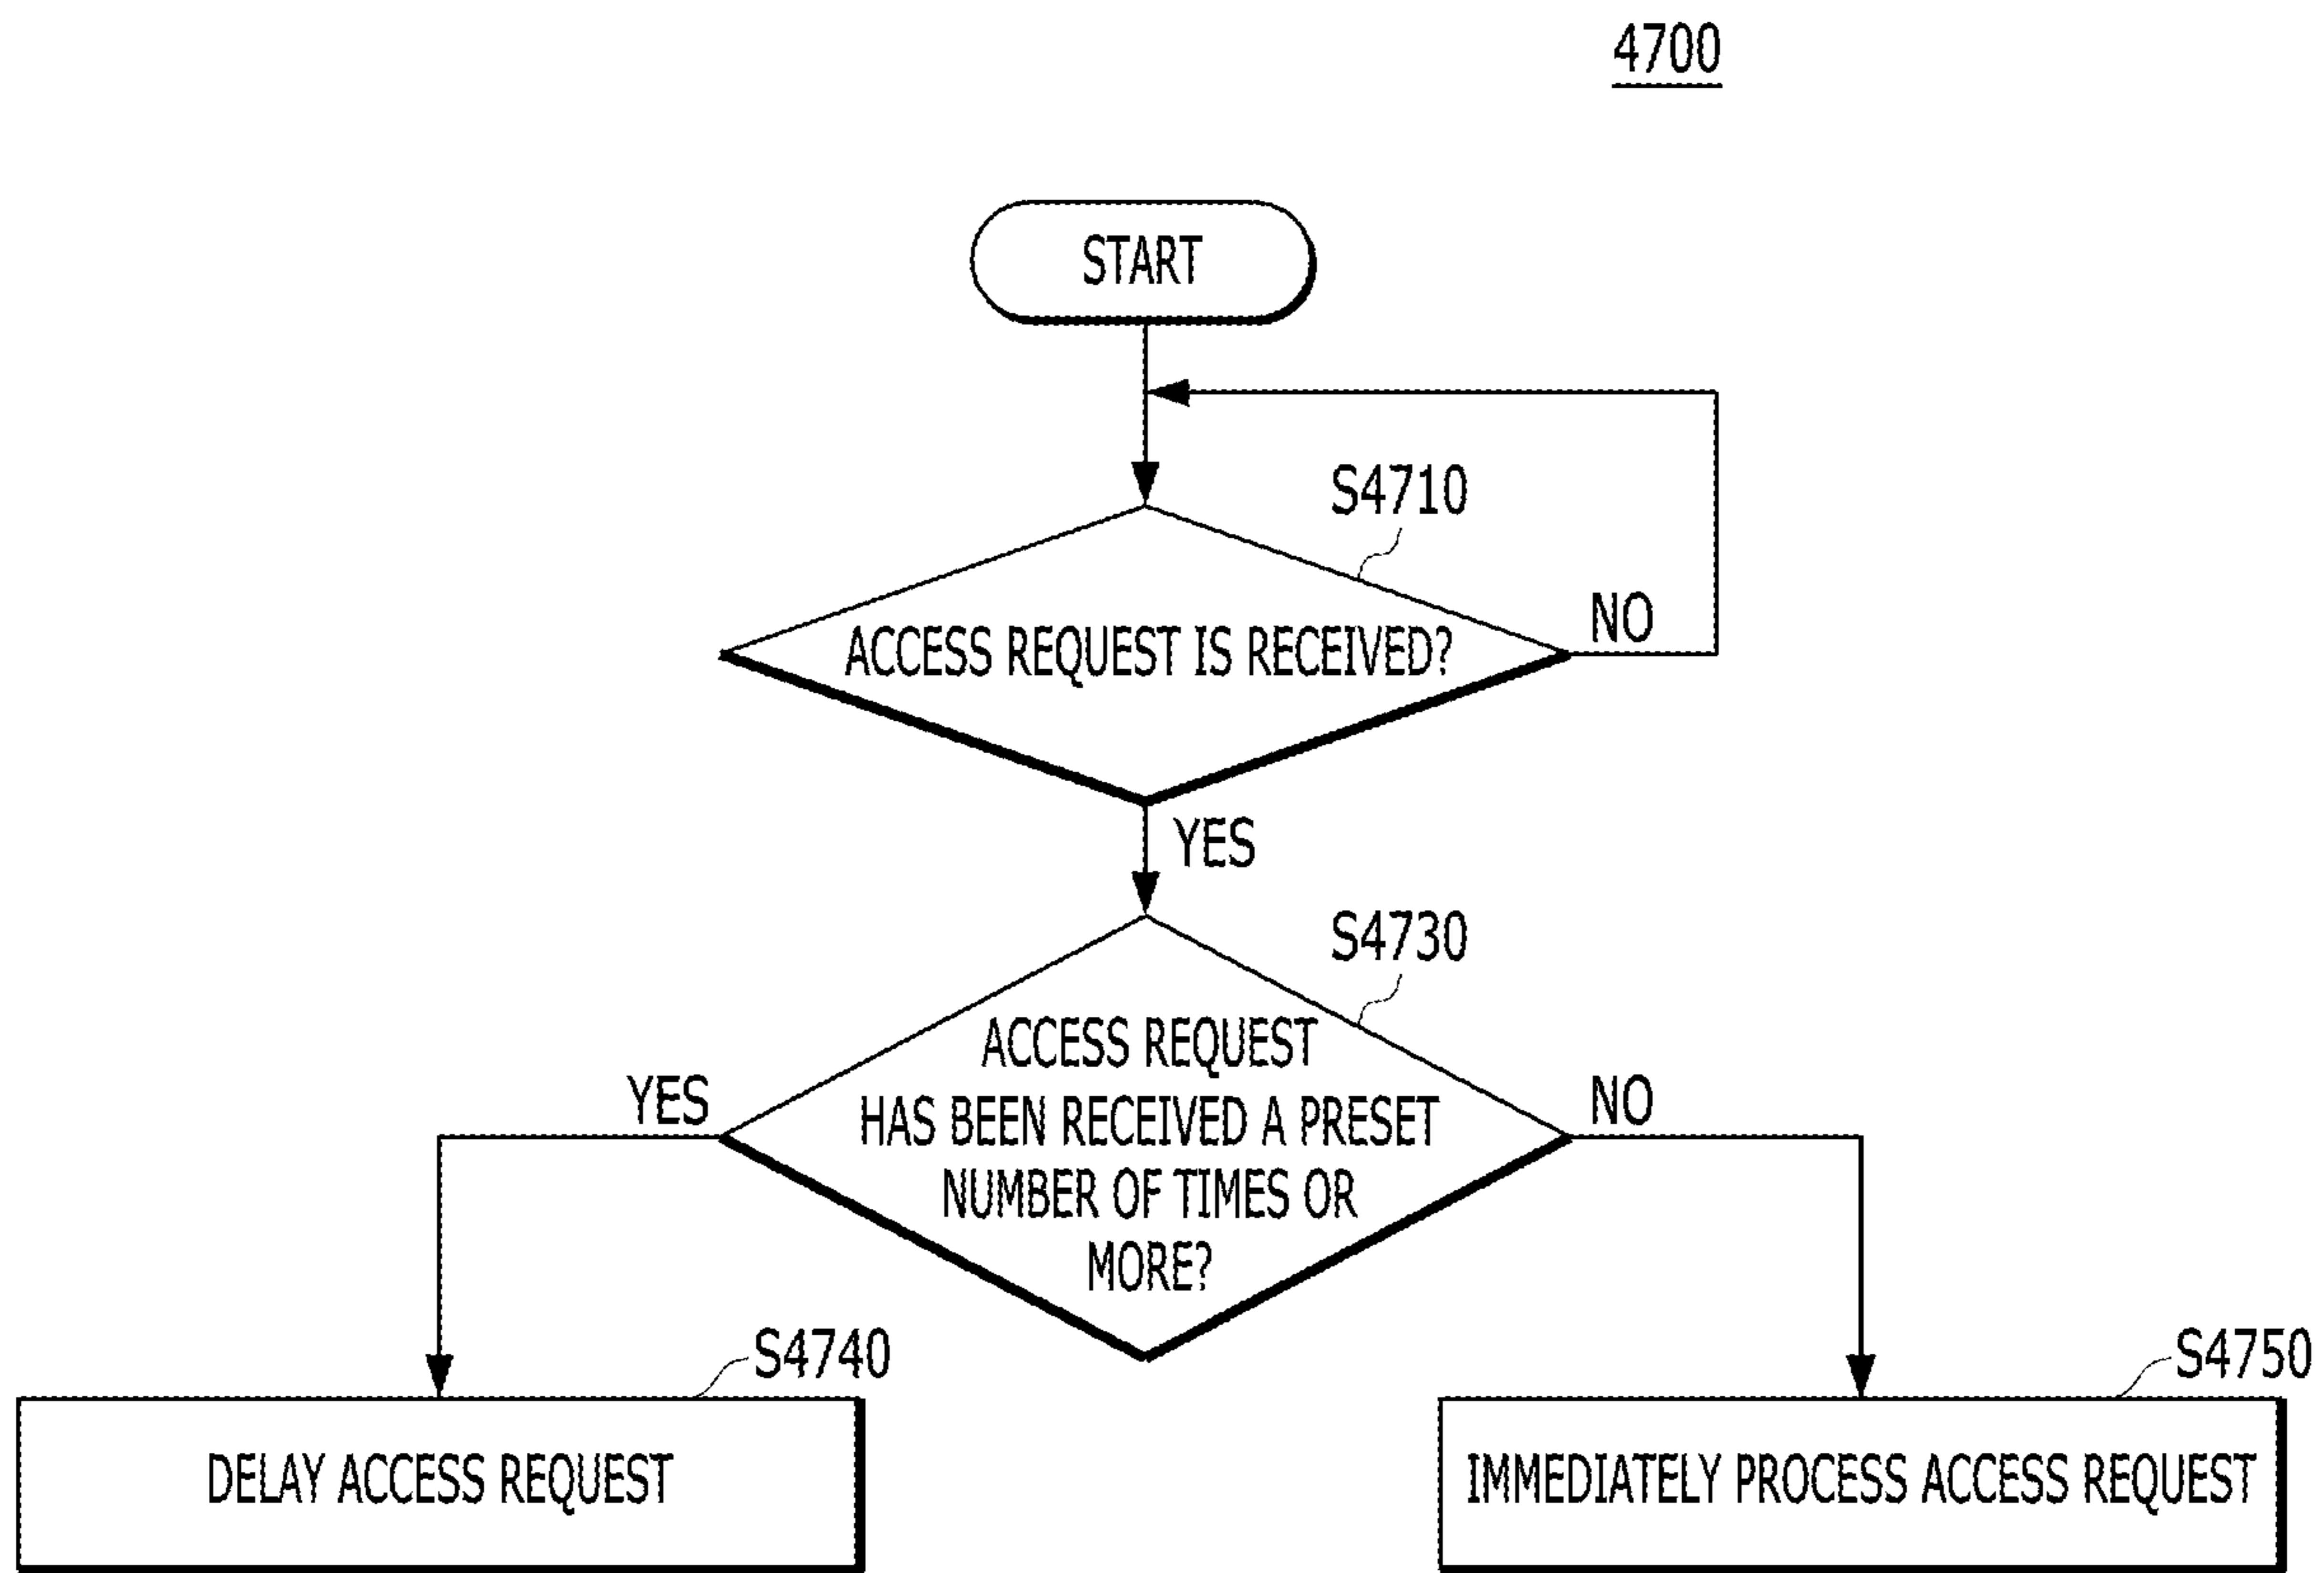 4700
START
S4710
NO
ACCESS REQUEST IS RECEIVED?
YES
S4730
ACCESS REQUEST
YES
HAS BEEN RECEIVED A PRESET
NO
NUMBER OF TIMES OR
MORE?
S4740
S4750
DELAY ACCESS REQUEST
IMMEDIATELY PROCESS ACCESS REQUEST